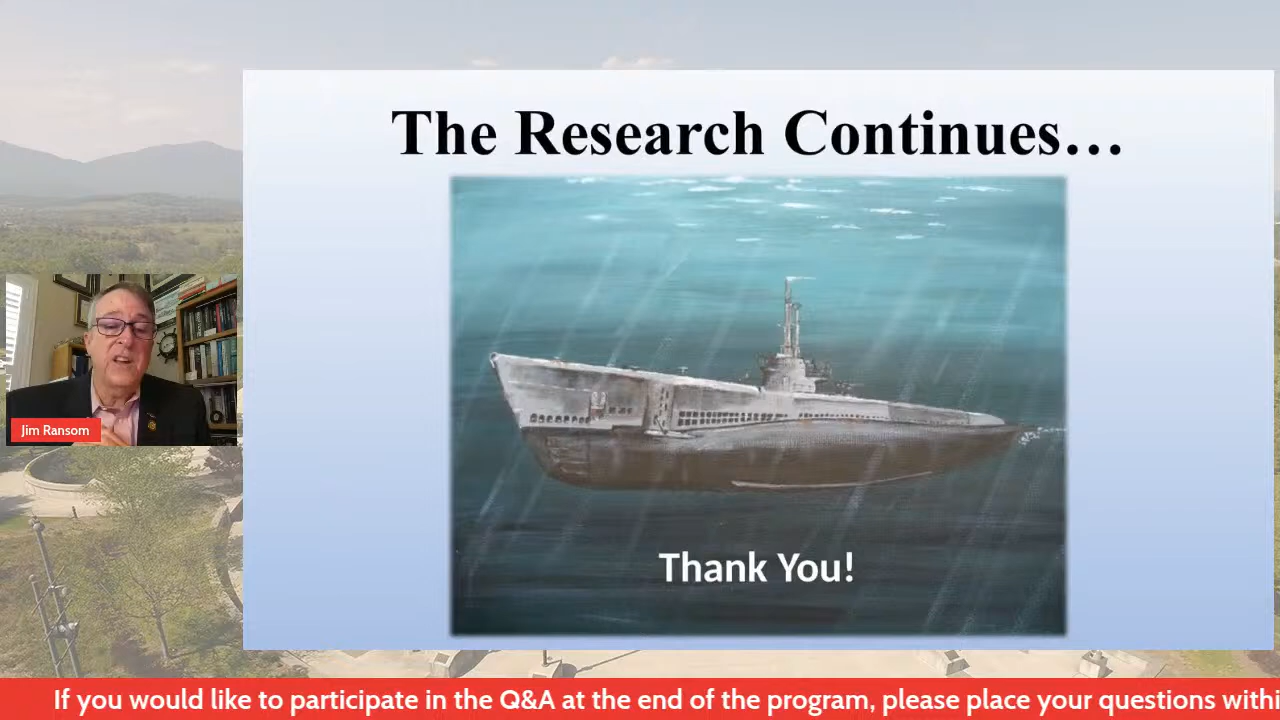 The Research Continues…
Thank You!
Jim Ransom
If you would like to participate in the Q&A at the end of the program, please place your questions withi